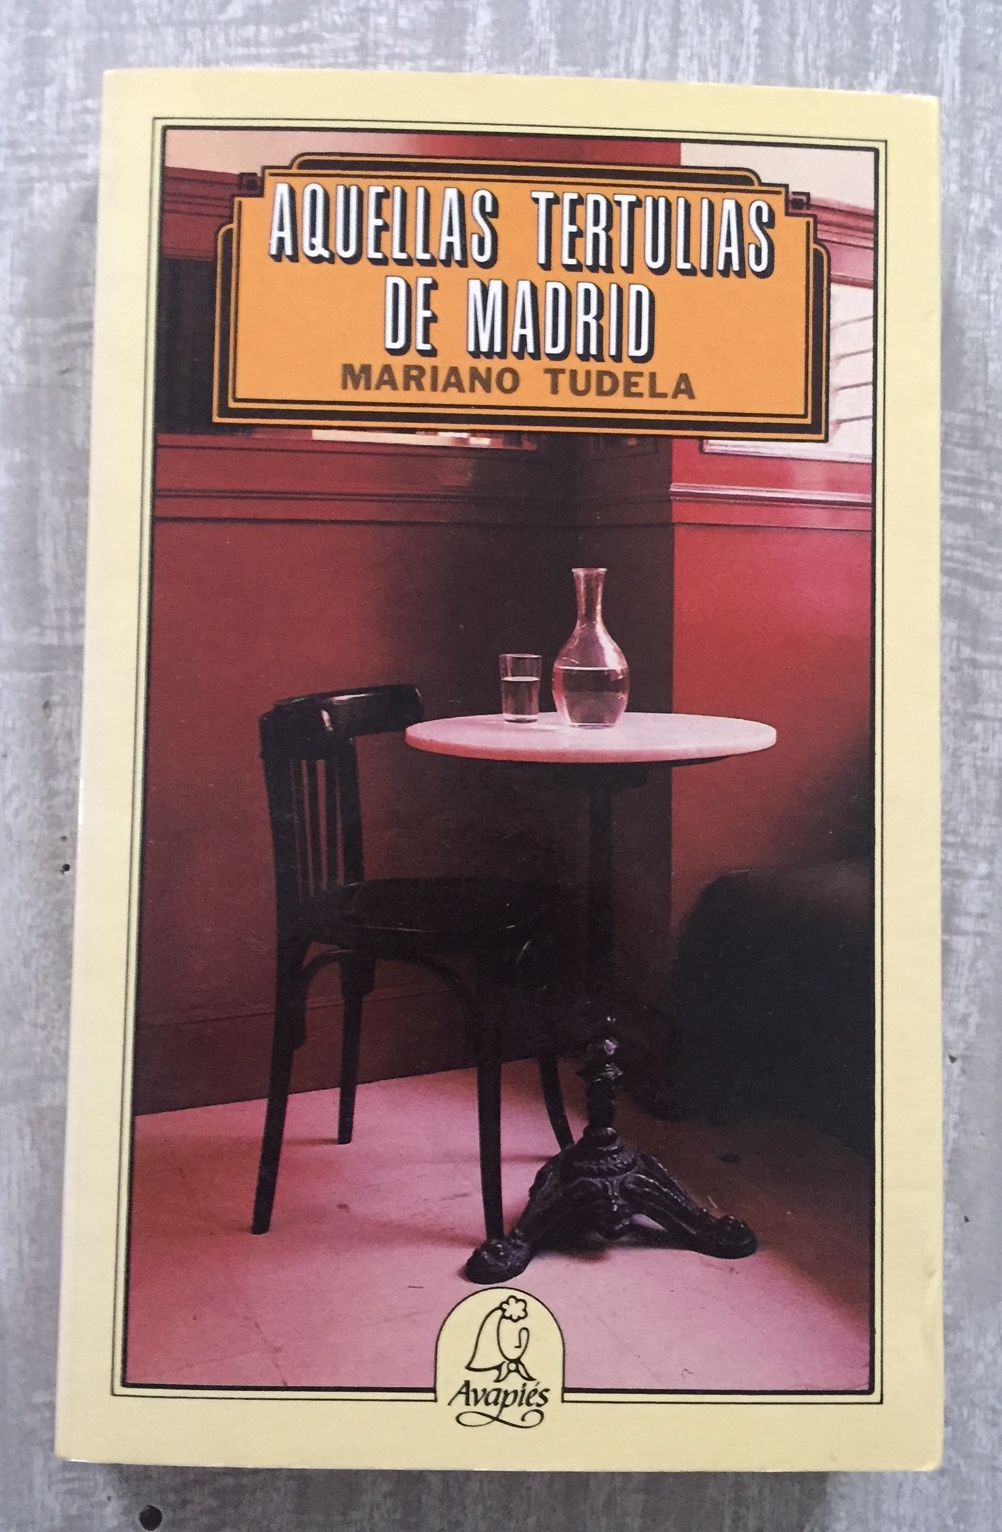 AQUELLAS TERTULIAS
DE MADRID
MARIANO TUDELA
Avapiés